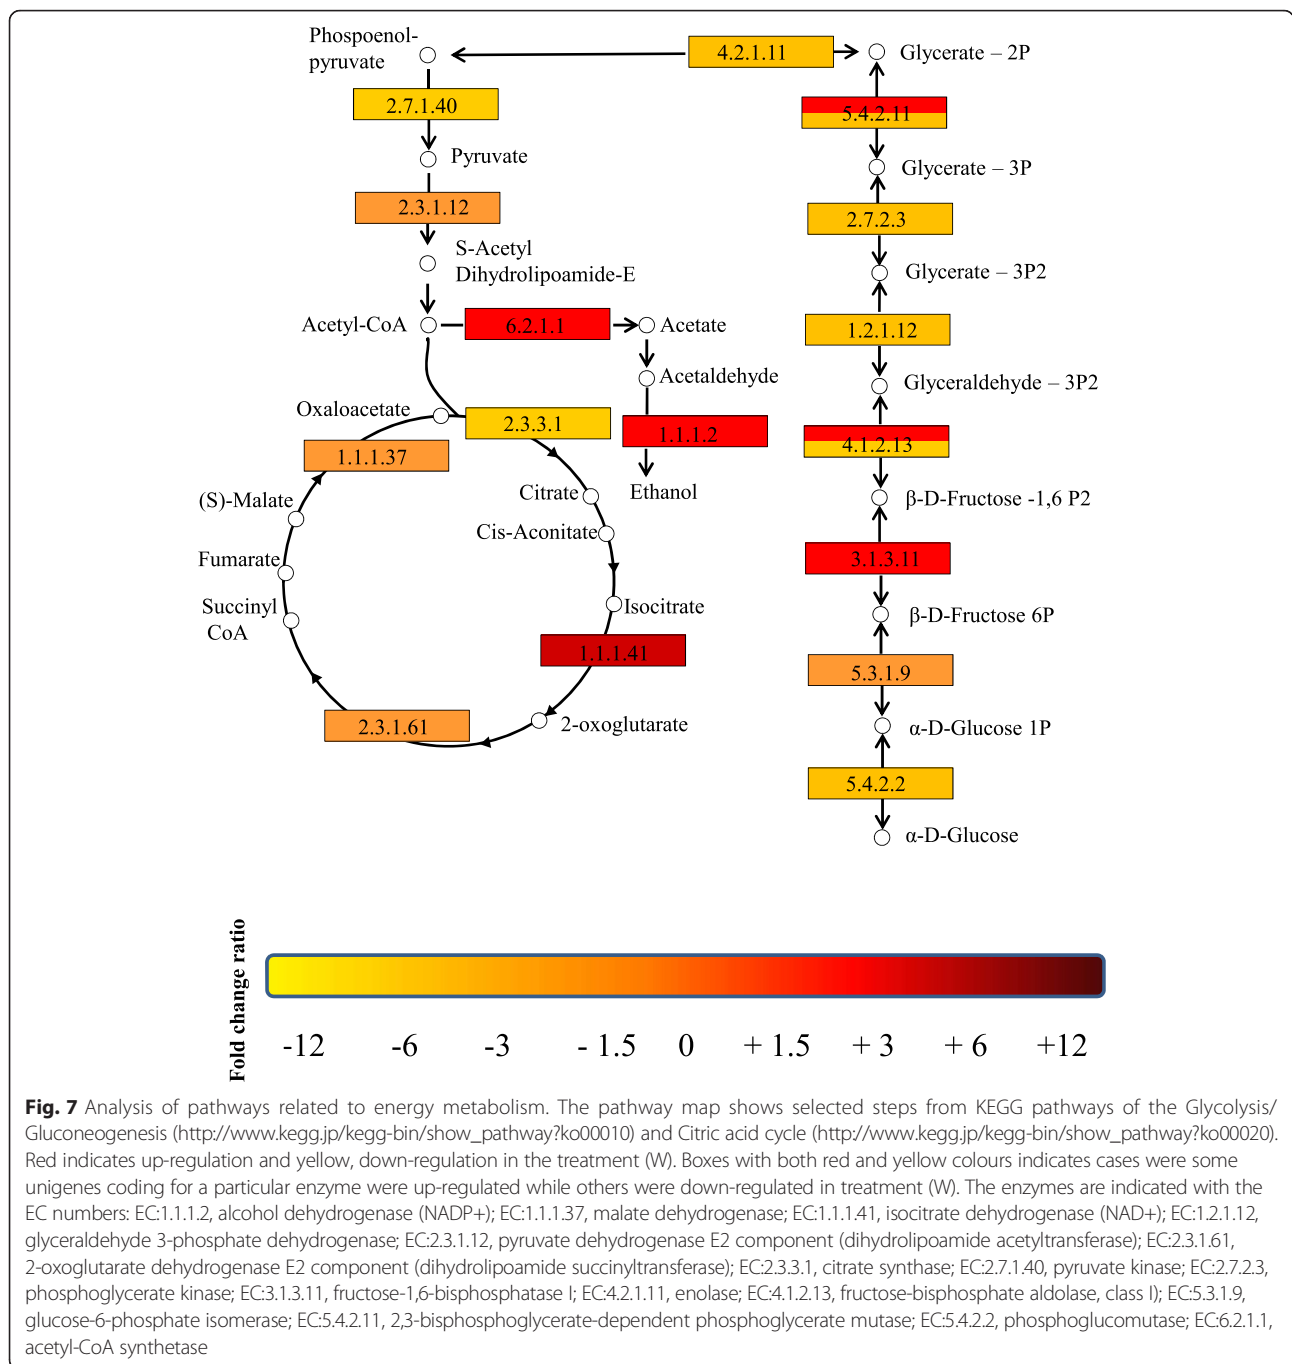 Phospoenol-
pyruvate
4.2.1.11
Glycerate – 2P
2.7.1.40
5.4.2.11
Pyruvate
Glycerate – 3P
2.3.1.12
2.7.2.3
S-Acetyl
Dihydrolipoamide-E
Glycerate – 3P2
Acetyl-CoA
6.2.1.1
Acetate
1.2.1.12
Acetaldehyde
Glyceraldehyde – 3P2
Oxaloacetate
2.3.3.1
1.1.1.2
4.1.2.13
1.1.1.37
Ethanol
(S)-Malate
Citrate
β-D-Fructose -1,6 P2
Cis-Aconitate
Fumarate
3.1.3.11
Succinyl
CoA
Isocitrate
β-D-Fructose 6P
1.1.1.41
5.3.1.9
2.3.1.61
2-oxoglutarate
α-D-Glucose 1P
5.4.2.2
α-D-Glucose
Fold change ratio
-12 -6 -3 - 1.5 0 + 1.5 + 3 + 6 +12
Fig. 7 Analysis of pathways related to energy metabolism. The pathway map shows selected steps from KEGG pathways of the Glycolysis/
Gluconeogenesis (http://www.kegg.jp/kegg-bin/show_pathway?ko00010) and Citric acid cycle (http://www.kegg.jp/kegg-bin/show_pathway?ko00020).
Red indicates up-regulation and yellow, down-regulation in the treatment (W). Boxes with both red and yellow colours indicates cases were some
unigenes coding for a particular enzyme were up-regulated while others were down-regulated in treatment (W). The enzymes are indicated with the
EC numbers: EC:1.1.1.2, alcohol dehydrogenase (NADP+); EC:1.1.1.37, malate dehydrogenase; EC:1.1.1.41, isocitrate dehydrogenase (NAD+); EC:1.2.1.12,
glyceraldehyde 3-phosphate dehydrogenase; EC:2.3.1.12, pyruvate dehydrogenase E2 component (dihydrolipoamide acetyltransferase); EC:2.3.1.61,
2-oxoglutarate dehydrogenase E2 component (dihydrolipoamide succinyltransferase); EC:2.3.3.1, citrate synthase; EC:2.7.1.40, pyruvate kinase; EC:2.7.2.3,
phosphoglycerate kinase; EC:3.1.3.11, fructose-1,6-bisphosphatase I; EC:4.2.1.11, enolase; EC:4.1.2.13, fructose-bisphosphate aldolase, class I); EC:5.3.1.9,
glucose-6-phosphate isomerase; EC:5.4.2.11, 2,3-bisphosphoglycerate-dependent phosphoglycerate mutase; EC:5.4.2.2, phosphoglucomutase; EC:6.2.1.1,
acetyl-CoA synthetase